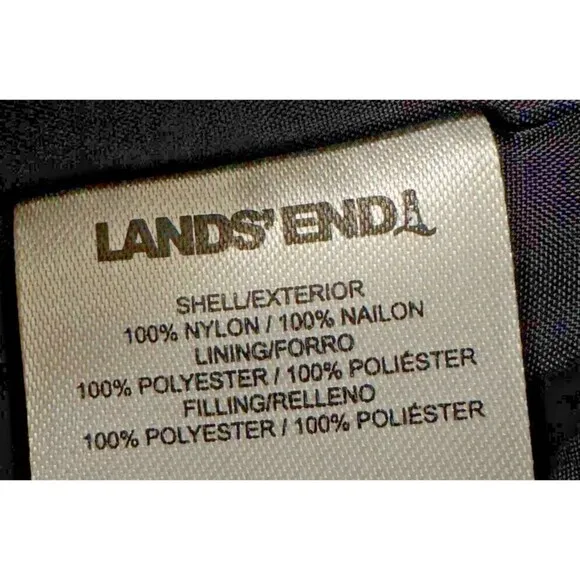 LANDS' END
SHELL/EXTERIOR
100% NYLON / 100% NAILON
LINING/FORRO
100% POLYESTER / 100% POLIÉSTER
FILLING/RELLENO
100% POLYESTER / 100% POLIÉSTER